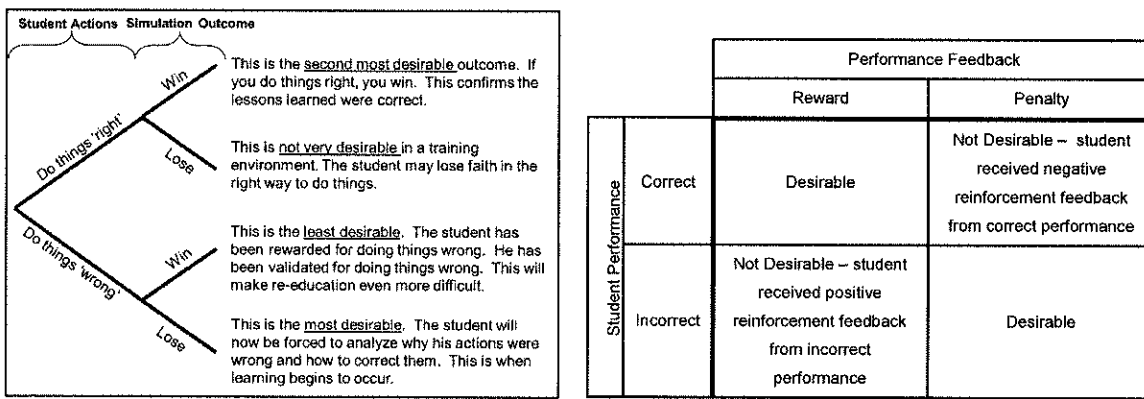 Student Actions Simulation Outcome
Do things 'right'
Win
This is the second most desirable outcome. If
you do things right, you win. This confirms the
lessons learned were correct.
Lose
This is not very desirable in a training
environment. The student may lose faith in the
right way to do things.
Do things 'wrong'
Win
This is the least desirable. The student has
been rewarded for doing things wrong. He has
been validated for doing things wrong. This will
make re-education even more difficult.
Lose
This is the most desirable. The student will
now be forced to analyze why his actions were
wrong and how to correct them. This is when
learning begins to occur.
Performance Feedback
Reward
Penalty
Student Performance
Correct
Desirable
Not Desirable – student
received negative
reinforcement feedback
from correct performance
Incorrect
Not Desirable – student
received positive
reinforcement feedback
from incorrect
performance
Desirable